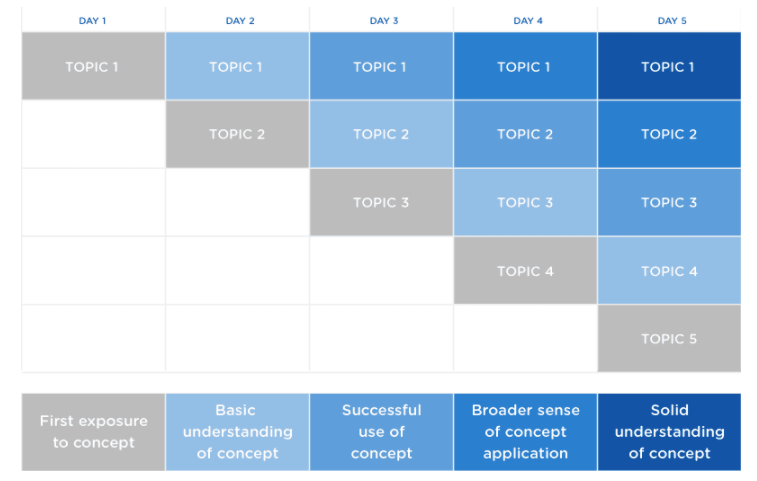 DAY 1 DAY 2 DAY 3 DAY 4 DAY 5
TOPIC 1 TOPIC 1 TOPIC 1 TOPIC 1 TOPIC 1
TOPIC 2 TOPIC 2 TOPIC 2 TOPIC 2
TOPIC 3 TOPIC 3 TOPIC 3
TOPIC 4 TOPIC 4
TOPIC 5
First exposure
to concept
Basic
understanding
of concept
Successful
use of
concept
Broader sense
of concept
application
Solid
understanding
of concept